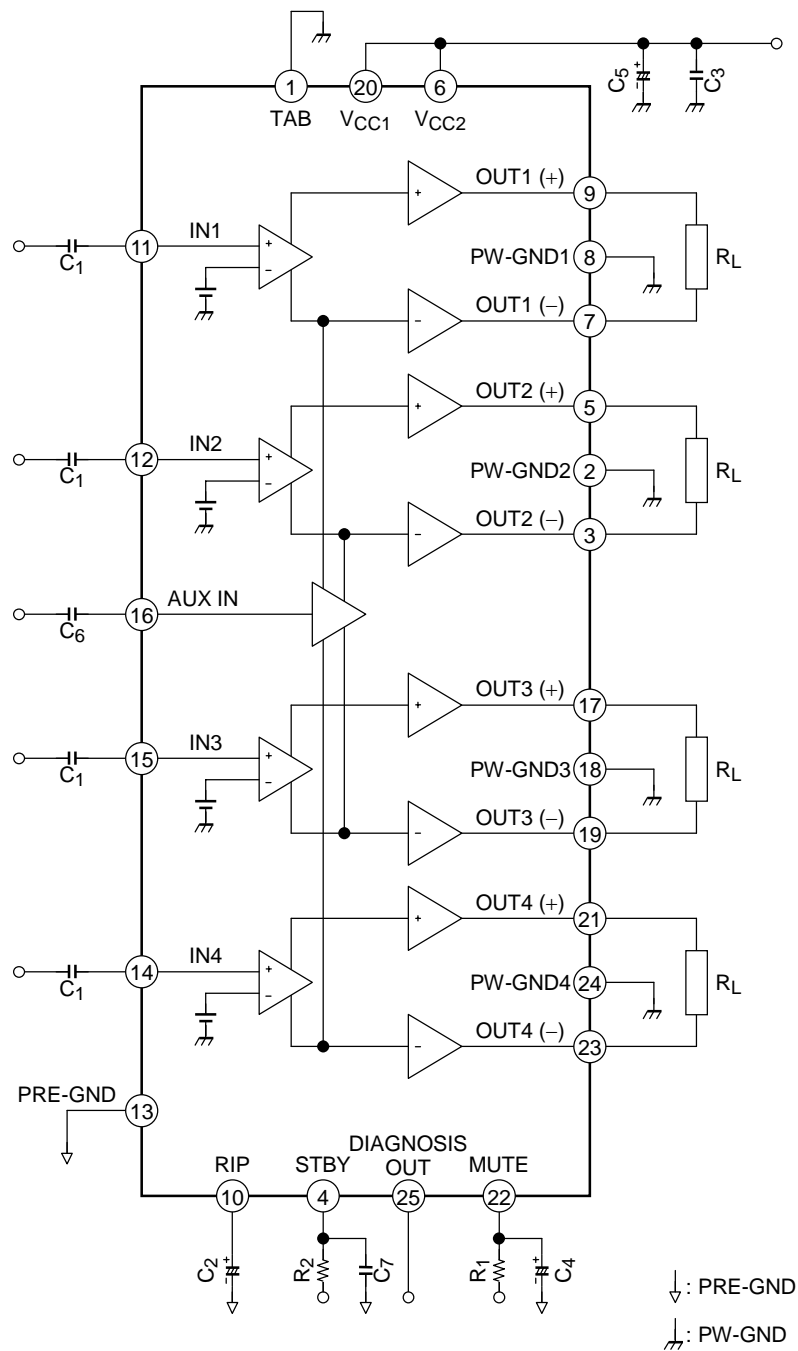 1
20
6
TAB
VCC1
VCC2
C5
+
-
C3
OUT1 (+)
9
IN1
11
C1
+
−
+
PW-GND1
8
RL
OUT1 (−)
−
7
OUT2 (+)
+
5
IN2
12
C1
+
−
PW-GND2
2
RL
OUT2 (−)
−
3
AUX IN
16
C6
OUT3 (+)
+
17
IN3
15
C1
+
−
PW-GND3
18
RL
OUT3 (−)
−
19
OUT4 (+)
+
21
IN4
14
C1
+
−
PW-GND4
24
RL
OUT4 (−)
−
23
PRE-GND
13
RIP
STBY
DIAGNOSIS
OUT
MUTE
10
4
25
22
C2
+
-
R2
C7
R1
C4
+
-
: PRE-GND
: PW-GND